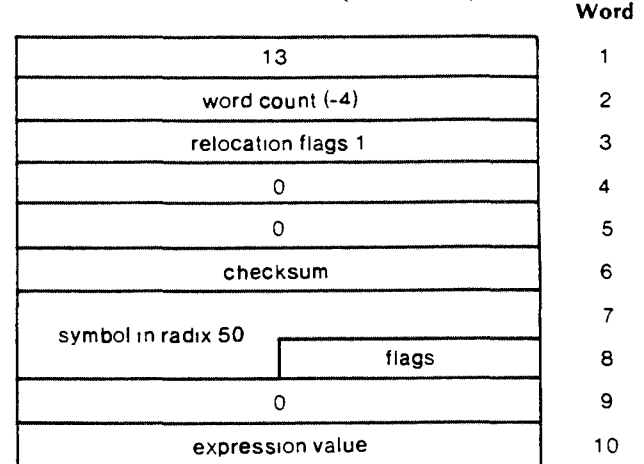 Word
13 1
word count (-4) 2
relocation flags 1 3
0 4
0 5
checksum 6
7
symbol in radix 50
flags 8
0 9
expression value 10